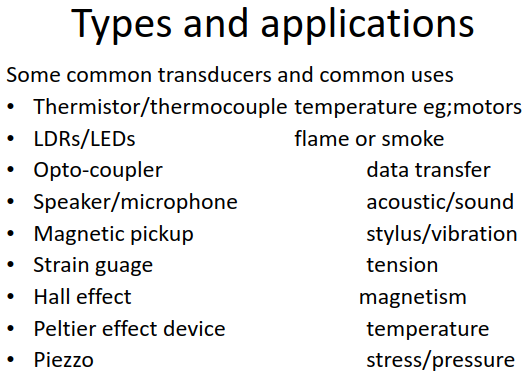 Types and applications
Some common transducers and common uses
• Thermistor/thermocouple temperature eg;motors
• LDRs/LEDs flame or smoke
• Opto-coupler data transfer
• Speaker/microphone acoustic/sound
• Magnetic pickup stylus/vibration
• Strain guage tension
• Hall effect magnetism
• Peltier effect device temperature
• Piezzo stress/pressure